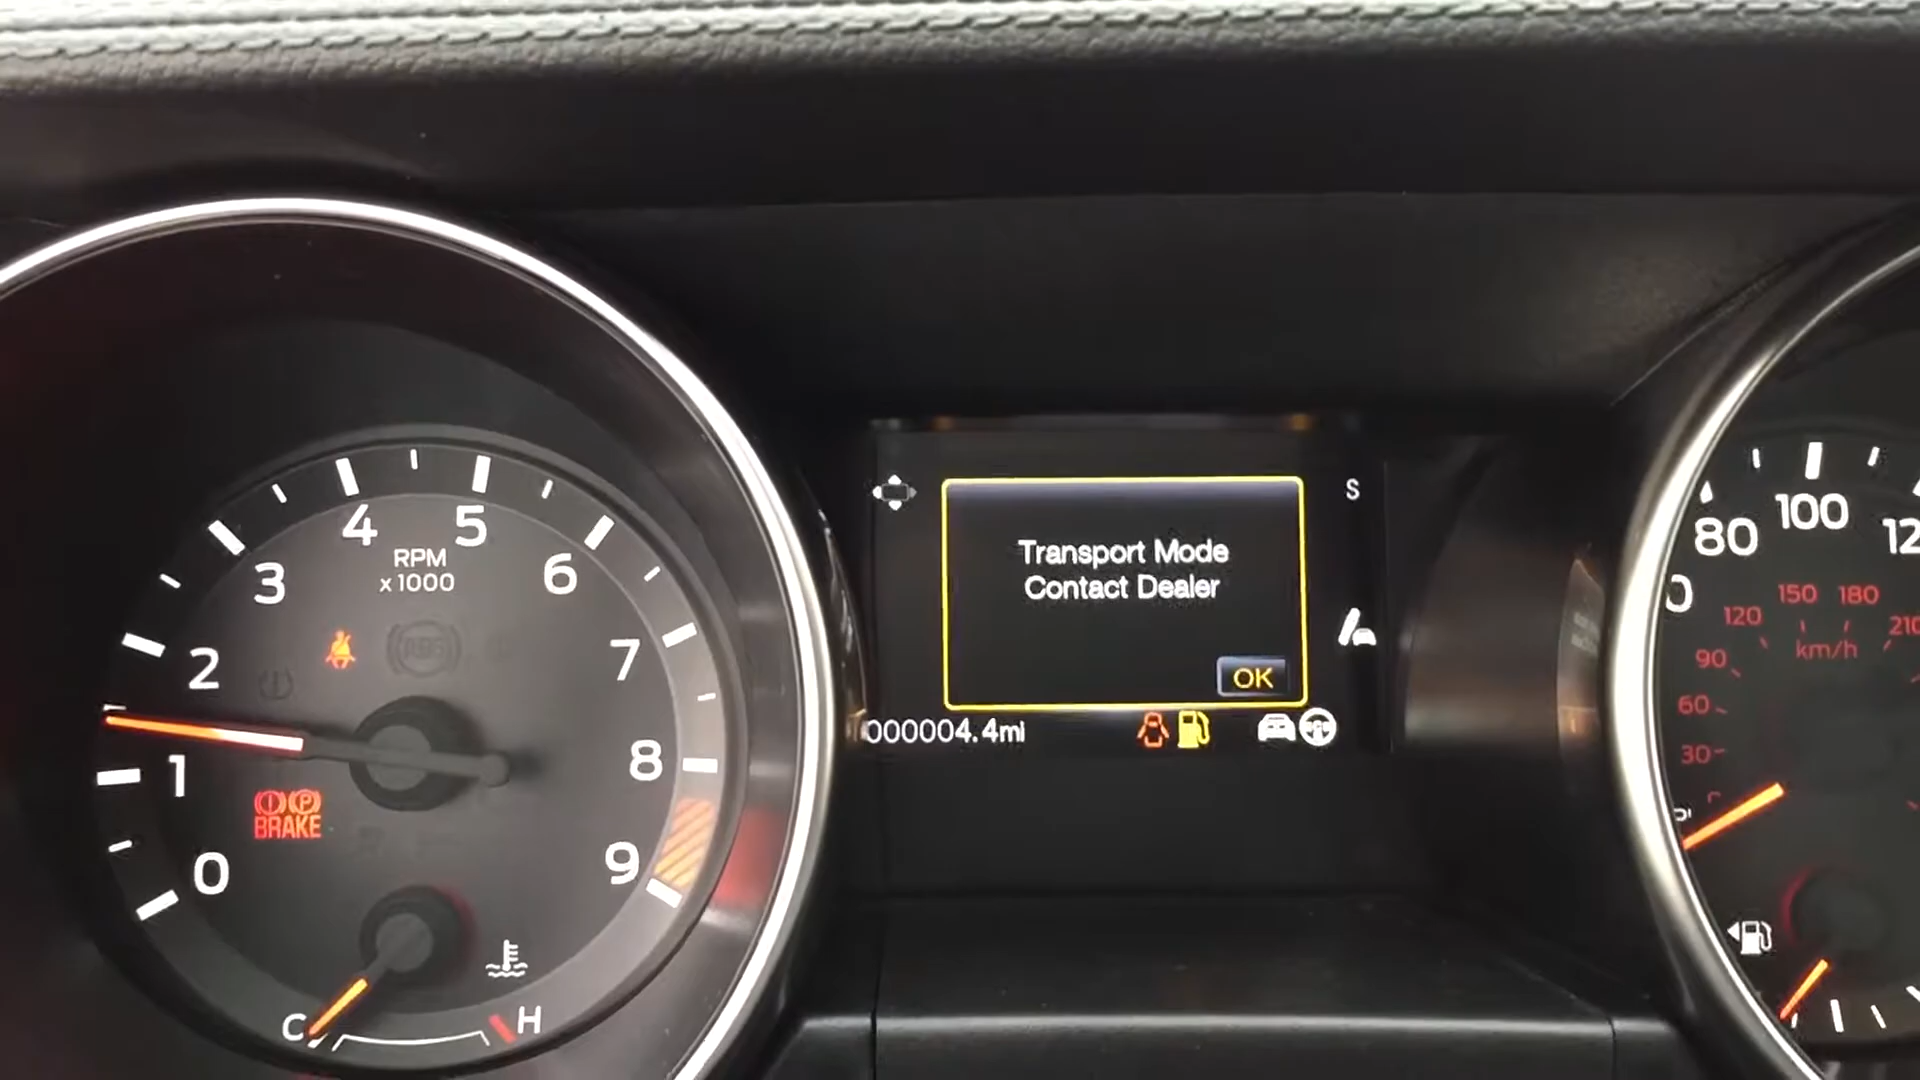 4
5
RPM
x1000
3
6
2
7
1
8
BRAKE
0
9
C
H
S
Transport Mode
Contact Dealer
OK
000004.4mi
80
100
12
120
150
180
210
90
km/h
60
30